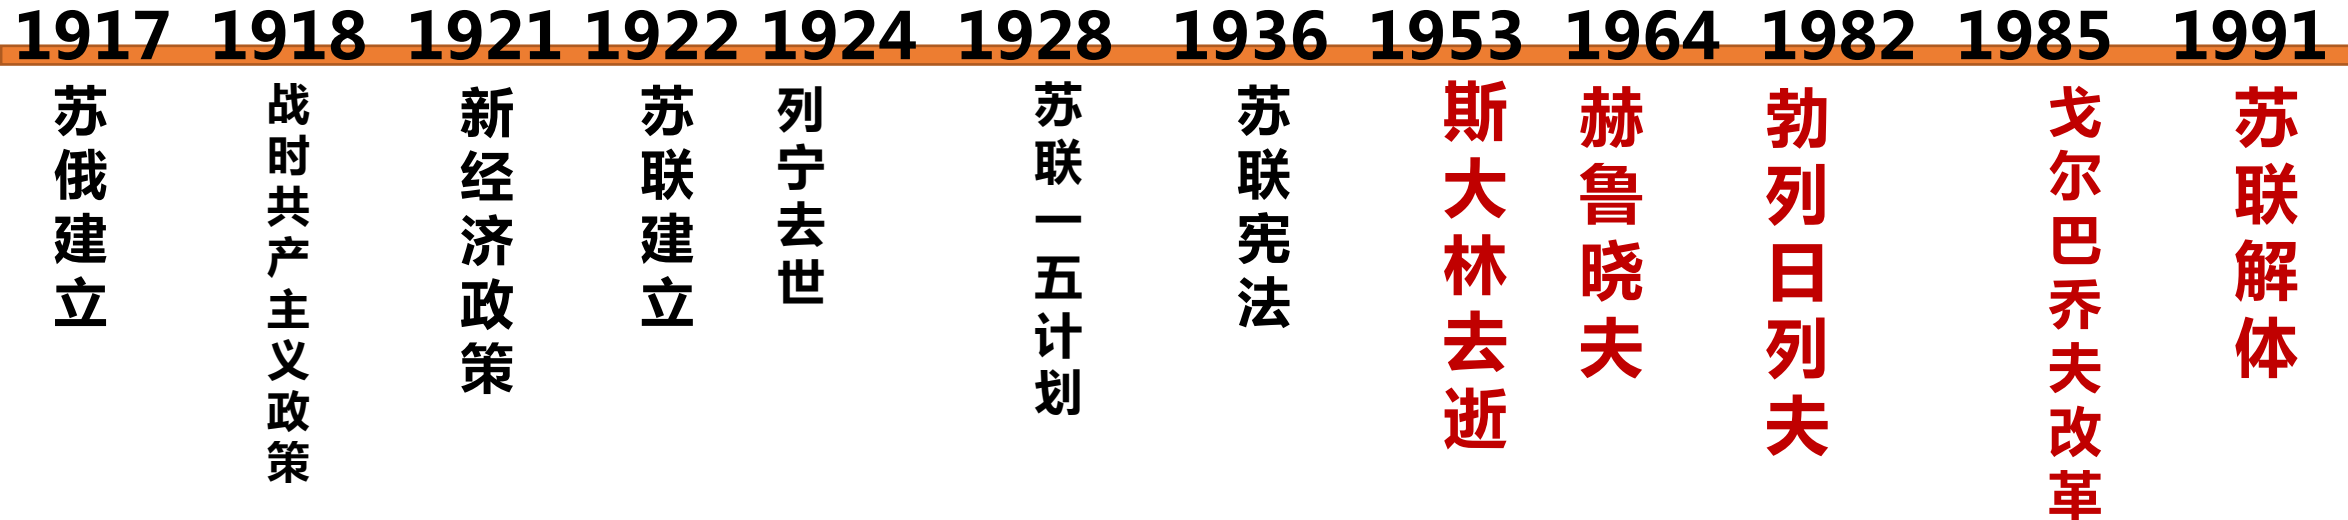 1917 1918 1921 1922 1924 1928 1936 1953 1964 1982 1985 1991
苏俄建立
战时共产主义政策
新经济政策
苏联建立
列宁去世
苏联一五计划
苏联宪法
斯大林去逝
赫鲁晓夫
勃列日列夫
戈尔巴乔夫改革
苏联解体